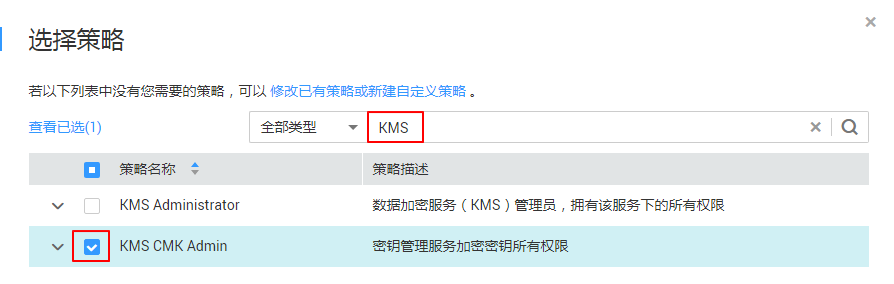 选择策略
若以下列表中没有您需要的策略，可以 修改已有策略或新建自定义策略 。
查看已选(1) 全部类型 KMS
策略名称 策略描述
KMS Administrator 数据加密服务（KMS）管理员，拥有该服务下的所有权限
KMS CMK Admin 密钥管理服务加密密钥所有权限